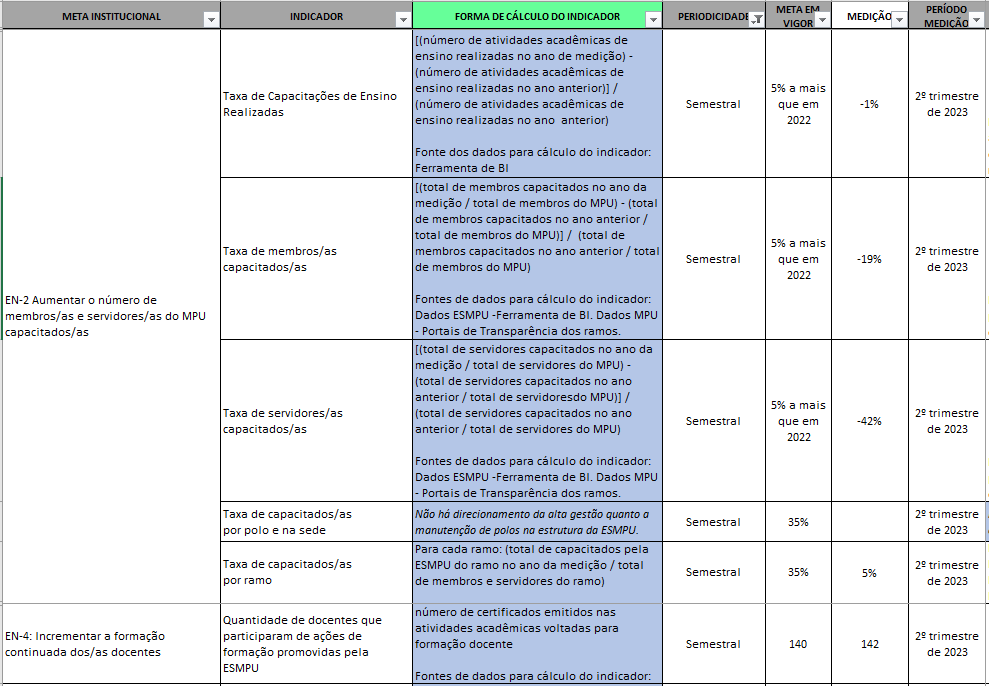 META INSTITUCIONAL
INDICADOR
FORMA DE CÁLCULO DO INDICADOR
PERIODICIDADE
META EM
VIGOR
MEDIÇÃO
PERÍODO
MEDIÇÃO
EN-2 Aumentar o número de
membros/as e servidores/as do MPU
capacitados/as
Taxa de Capacitações de Ensino
Realizadas
[(número de atividades acadêmicas de
ensino realizadas no ano de medição) -
(número de atividades acadêmicas de
ensino realizadas no ano anterior)] /
(número de atividades acadêmicas de
ensino realizadas no ano  anterior)
Fonte dos dados para cálculo do indicador:
Ferramenta de BI
Semestral
5% a mais
que em
2022
-1%
2º trimestre
de 2023
Taxa de membros/as
capacitados/as
[(total de membros capacitados no ano da
medição / total de membros do MPU) - (total
de membros capacitados no ano anterior /
total de membros do MPU)] /  (total de
membros capacitados no ano anterior / total
de membros do MPU)
Fontes de dados para cálculo do indicador:
Dados ESMPU -Ferramenta de BI. Dados MPU
- Portais de Transparência dos ramos.
Semestral
5% a mais
que em
2022
-19%
2º trimestre
de 2023
Taxa de servidores/as
capacitados/as
[(total de servidores capacitados no ano da
medição / total de servidores do MPU) -
(total de servidores capacitados no ano
anterior / total de servidoresdo MPU)] /
(total de servidores capacitados no ano
anterior / total de servidores do MPU)
Fontes de dados para cálculo do indicador:
Dados ESMPU -Ferramenta de BI. Dados MPU
- Portais de Transparência dos ramos.
Semestral
5% a mais
que em
2022
-42%
2º trimestre
de 2023
Taxa de capacitados/as
por polo e na sede
Não há direcionamento da alta gestão quanto a
manutenção de polos na estrutura da ESMPU.
Semestral
35%
2º trimestre
de 2023
Taxa de capacitados/as
por ramo
Para cada ramo: (total de capacitados pela
ESMPU do ramo no ano da medição / total
de membros e servidores do ramo)
Semestral
35%
5%
2º trimestre
de 2023
EN-4: Incrementar a formação
continuada dos/as docentes
Quantidade de docentes que
participaram de ações de
formação promovidas pela
ESMPU
número de certificados emitidos nas
atividades acadêmicas voltadas para
formação docente
Fontes de dados para cálculo do indicador:
Semestral
140
142
2º trimestre
de 2023